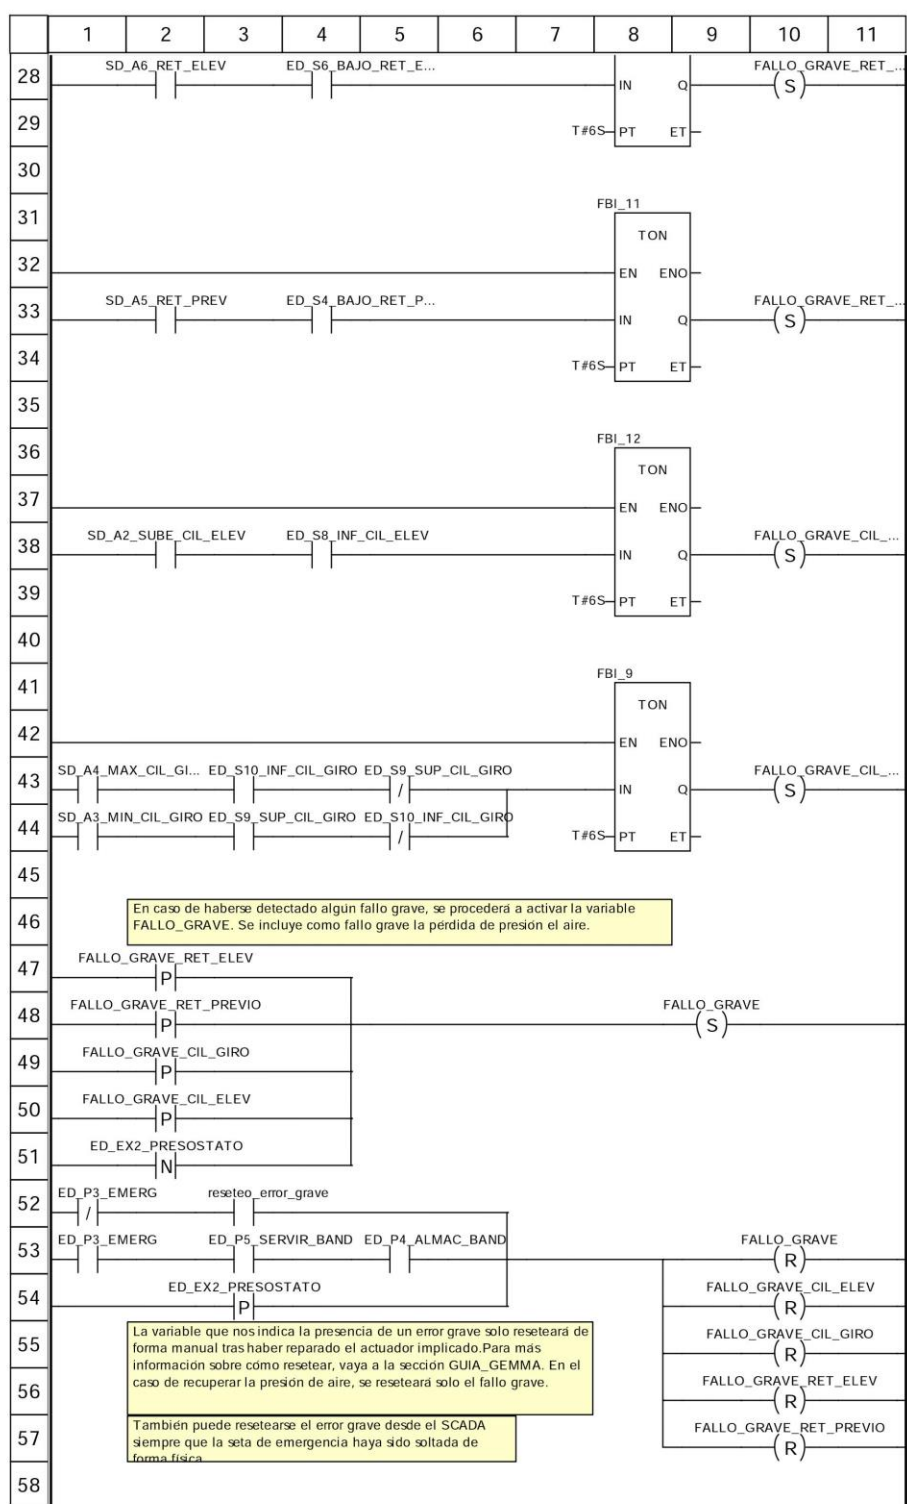 1 2 3 4 5 6 7 8 9 10 11
28 SD_A6_RET_ELEV ED_S6_BAJO_RET_E... IN Q FALLO_GRAVE_RET_... S
29 T#6S PT ET
30
31 FBI_11 TON
32 EN ENO
33 SD_A5_RET_PREV ED_S4_BAJO_RET_P... IN Q FALLO_GRAVE_RET_... S
34 T#6S PT ET
35
36 FBI_12 TON
37 EN ENO
38 SD_A2_SUBE_CIL_ELEV ED_S8_INF_CIL_ELEV IN Q FALLO_GRAVE_CIL_... S
39 T#6S PT ET
40
41 FBI_9 TON
42 EN ENO
43 SD_A4_MAX_CIL_GI... ED_S10_INF_CIL_GIRO ED_S9_SUP_CIL_GIRO / IN Q FALLO_GRAVE_CIL_... S
44 SD_A3_MIN_CIL_GIRO ED_S9_SUP_CIL_GIRO ED_S10_INF_CIL_GIRO / T#6S PT ET
45
46 En caso de haberse detectado algún fallo grave, se procederá a activar la variable
FALLO_GRAVE. Se incluye como fallo grave la pérdida de presión el aire.
47 FALLO_GRAVE_RET_ELEV P
48 FALLO_GRAVE_RET_PREVIO P FALLO_GRAVE S
49 FALLO_GRAVE_CIL_GIRO P
50 FALLO_GRAVE_CIL_ELEV P
51 ED_EX2_PRESOSTATO N
52 ED_P3_EMERG / reseteo_error_grave
53 ED_P3_EMERG ED_P5_SERVIR_BAND ED_P4_ALMAC_BAND FALLO_GRAVE R
54 ED_EX2_PRESOSTATO P FALLO_GRAVE_CIL_ELEV R
55 La variable que nos indica la presencia de un error grave solo reseteará de
forma manual tras haber reparado el actuador implicado.Para más
información sobre cómo resetear, vaya a la sección GUIA_GEMMA. En el
caso de recuperar la presión de aire, se reseteará solo el fallo grave.
FALLO_GRAVE_CIL_GIRO R
56 FALLO_GRAVE_RET_ELEV R
57 También puede resetearse el error grave desde el SCADA
siempre que la seta de emergencia haya sido soltada de
forma física
FALLO_GRAVE_RET_PREVIO R
58